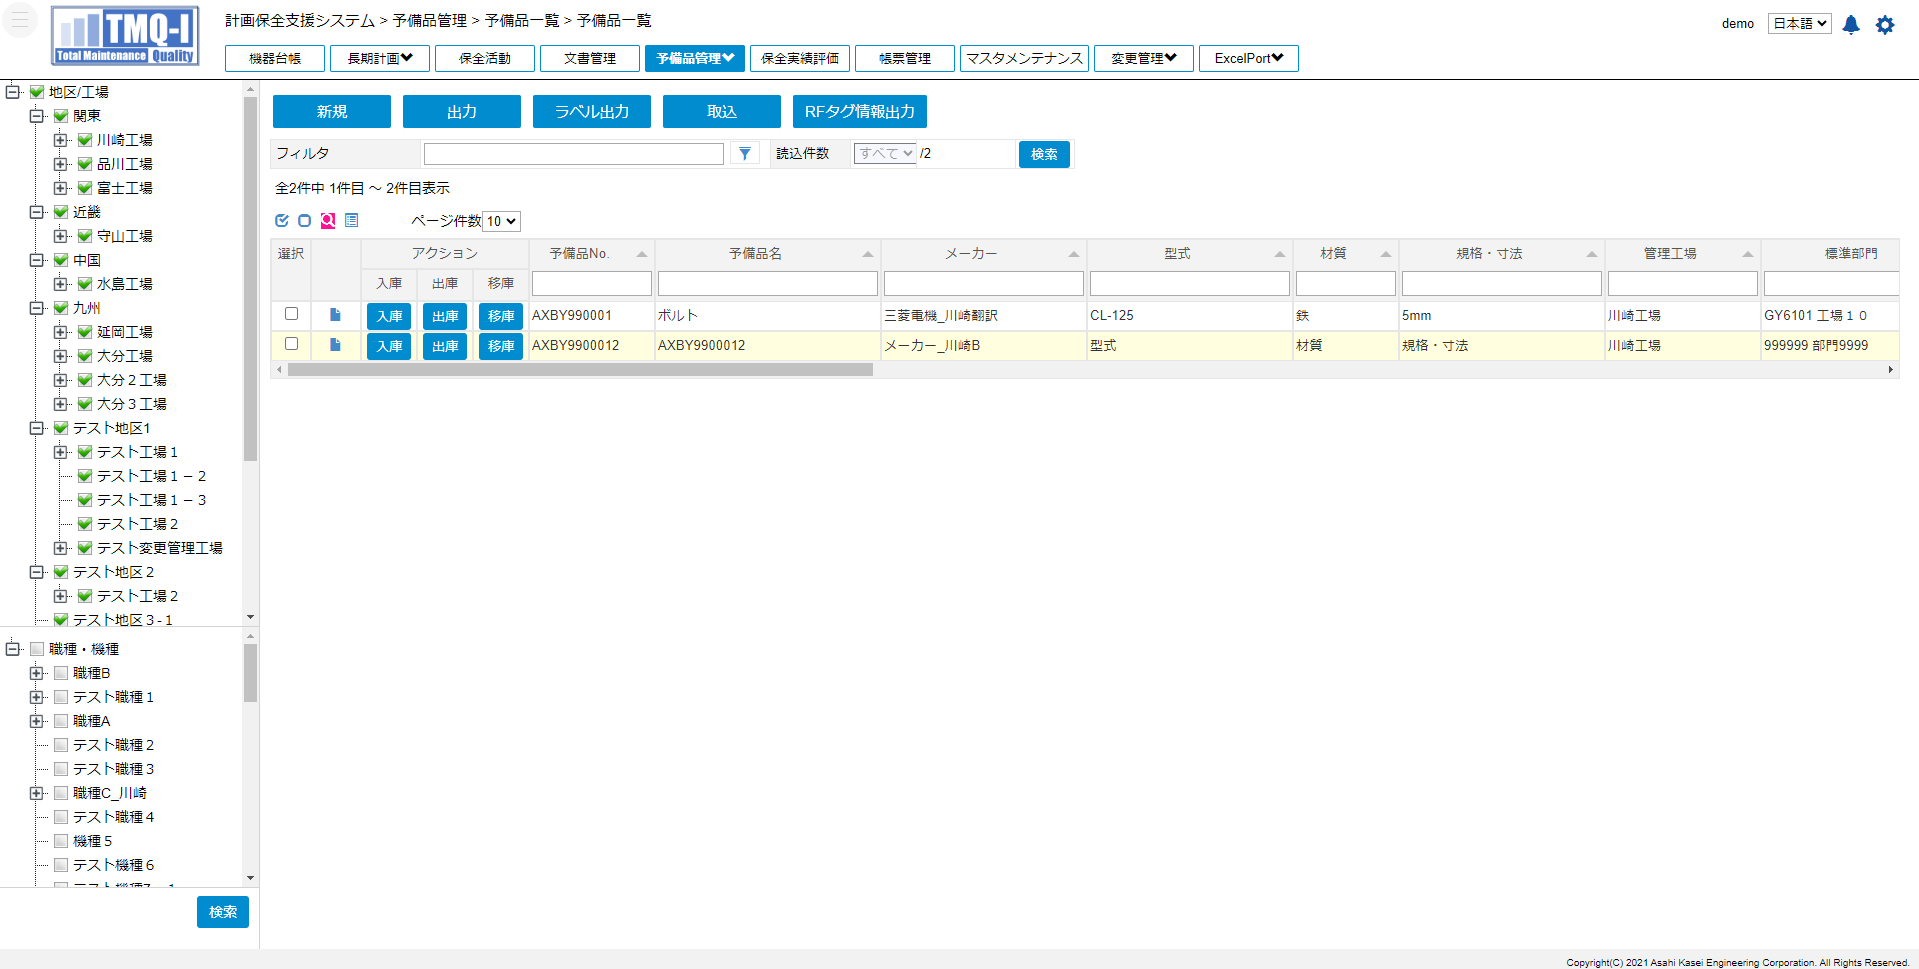 TMQ-I
Total Maintenance Quality
計画保全支援システム > 予備品管理 > 予備品一覧 > 予備品一覧
demo 日本語
機器台帳 長期計画 保全活動 文書管理 予備品管理 保全実績評価 帳票管理 マスタメンテナンス 変更管理 ExcelPort
地区/工場
関東
川崎工場
品川工場
富士工場
近畿
守山工場
中国
水島工場
九州
延岡工場
大分工場
大分２工場
大分３工場
テスト地区1
テスト工場１
テスト工場１－２
テスト工場１－３
テスト工場２
テスト変更管理工場
テスト地区２
テスト工場２
テスト地区３-１
職種・機種
職種B
テスト職種１
職種A
テスト職種２
テスト職種３
職種C_川崎
テスト職種４
機種５
テスト機種６
検索
新規 出力 ラベル出力 取込 RFタグ情報出力
フィルタ 読込件数 すべて /2 検索
全2件中 1件目 ～ 2件目表示
ページ件数 10
選択 アクション 予備品No. 予備品名 メーカー 型式 材質 規格・寸法 管理工場 標準部門
入庫 出庫 移庫
入庫 出庫 移庫 AXBY990001 ボルト 三菱電機_川崎翻訳 CL-125 鉄 5mm 川崎工場 GY6101 工場１０
入庫 出庫 移庫 AXBY9900012 AXBY9900012 メーカー_川崎B 型式 材質 規格・寸法 川崎工場 999999 部門9999
Copyright(C) 2021 Asahi Kasei Engineering Corporation. All Rights Reserved.